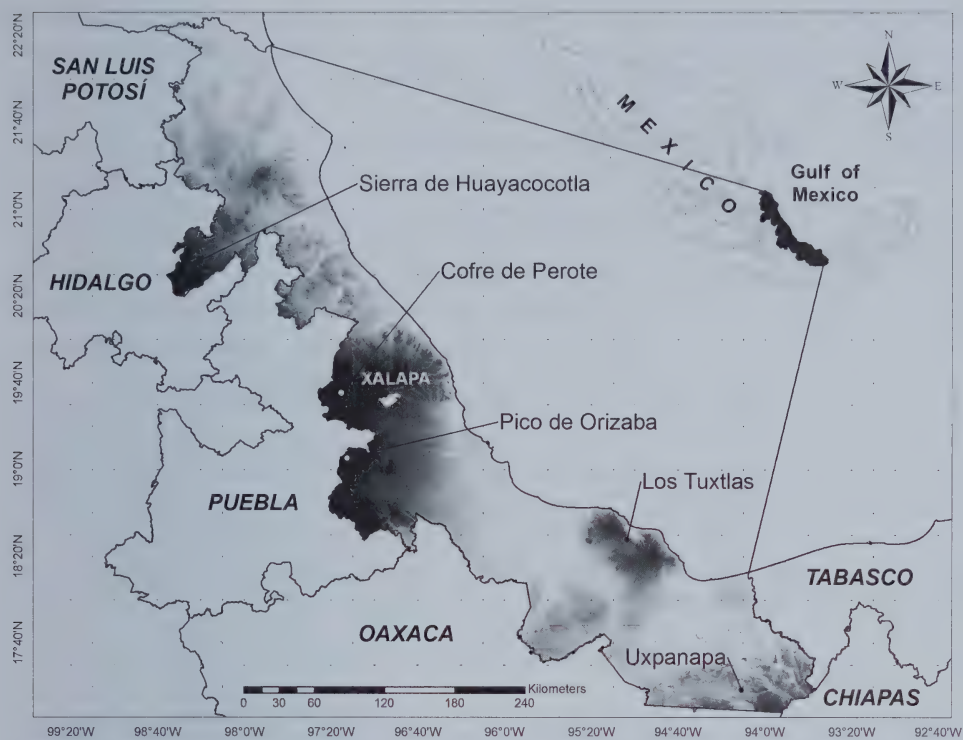 SAN LUIS
POTOSÍ
MEXICO
N
W
E
S
Gulf of
Mexico
Sierra de Huayacocotla
HIDALGO
Cofre de Perote
XALAPA
Pico de Orizaba
PUEBLA
Los Tuxtlas
TABASCO
OAXACA
Uxpanapa
CHIAPAS
Kilometers
0 30 60 120 180 240
22°20'N
21°40'N
21°0'N
20°20'N
19°40'N
19°0'N
18°20'N
17°40'N
99°20'W 98°40'W 98°0'W 97°20'W 96°40'W 96°0'W 95°20'W 94°40'W 94°0'W 93°20'W 92°40'W